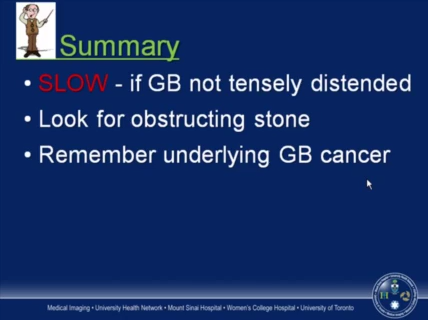 Summary
• SLOW - if GB not tensely distended
• Look for obstructing stone
• Remember underlying GB cancer
Medical Imaging • University Health Network • Mount Sinai Hospital • Women's College Hospital • University of Toronto